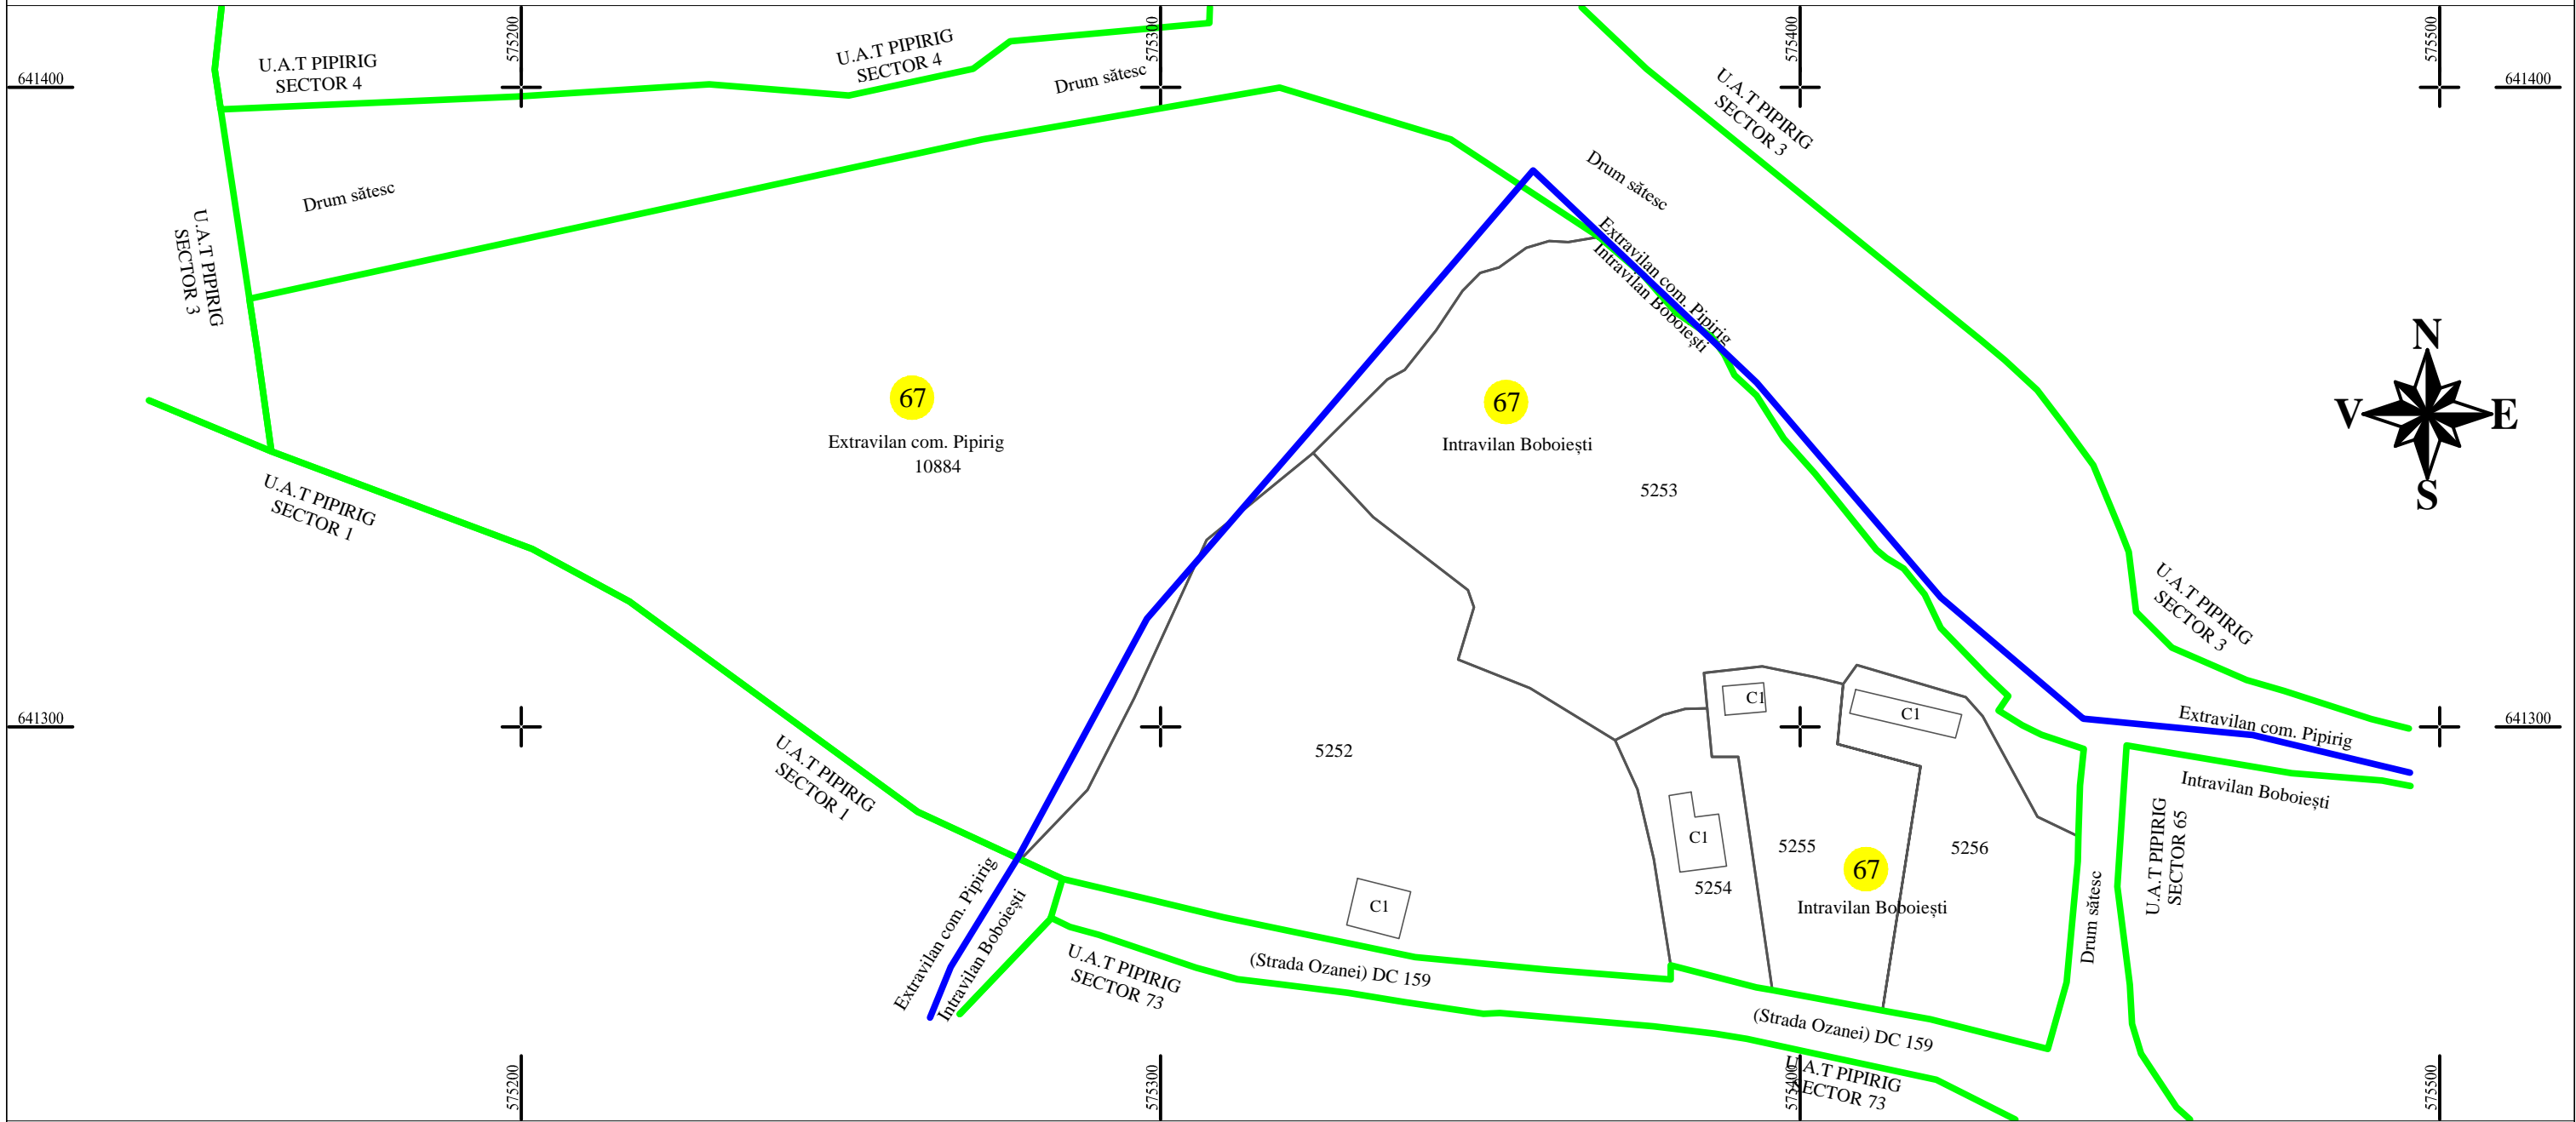 575200
575300
575400
575500
641400
641400
U.A.T PIPIRIG
SECTOR 4
U.A.T PIPIRIG
SECTOR 4
Drum sătesc
U.A.T PIPIRIG
SECTOR 3
Drum sătesc
Drum sătesc
U.A.T PIPIRIG
SECTOR 3
Extravilan com. Pipirig
Intravilan Boboiești
N
V
E
S
67
Extravilan com. Pipirig
10884
67
Intravilan Boboiești
5253
U.A.T PIPIRIG
SECTOR 1
U.A.T PIPIRIG
SECTOR 3
641300
641300
C1
C1
Extravilan com. Pipirig
Intravilan Boboiești
5252
U.A.T PIPIRIG
SECTOR 1
C1
5254
5255
67
Intravilan Boboiești
5256
U.A.T PIPIRIG
SECTOR 65
Drum sătesc
C1
Extravilan com. Pipirig
Intravilan Boboiești
U.A.T PIPIRIG
SECTOR 73
(Strada Ozanei) DC 159
(Strada Ozanei) DC 159
U.A.T PIPIRIG
SECTOR 73
575200
575300
575400
575500